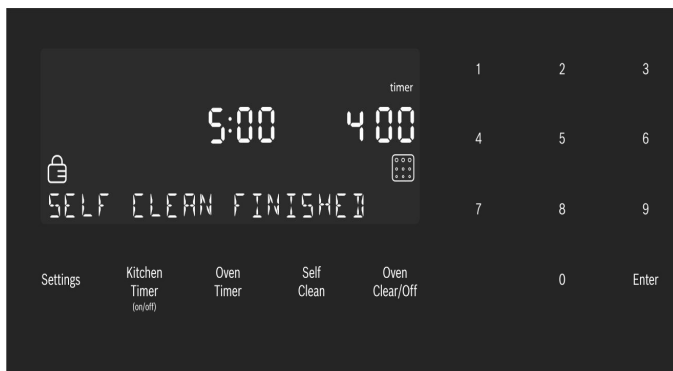 timer
5:00 4 00
SELF CLEAN FINISHED
Settings
Kitchen Timer (on/off)
Oven Timer
Self Clean
Oven Clear/Off
1 2 3
4 5 6
7 8 9
0 Enter